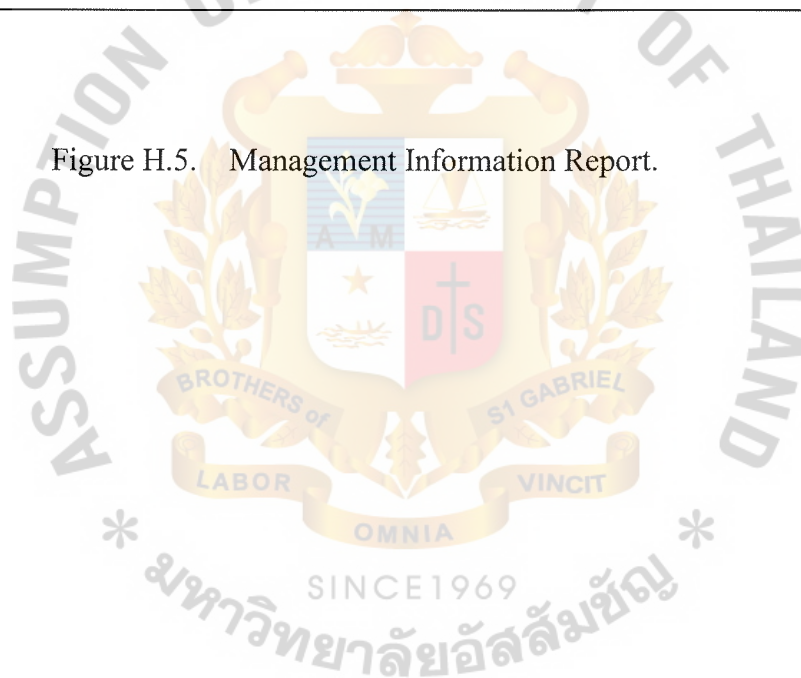 Figure H.5. Management Information Report.
ASSUMPTION
OF THAILAND
A M
D S
BROTHERS of
S1 GABRIEL
LABOR
VINCIT
OMNIA
* *
SINCE1969
มหาวิทยาลัยอัสสัมชัญ